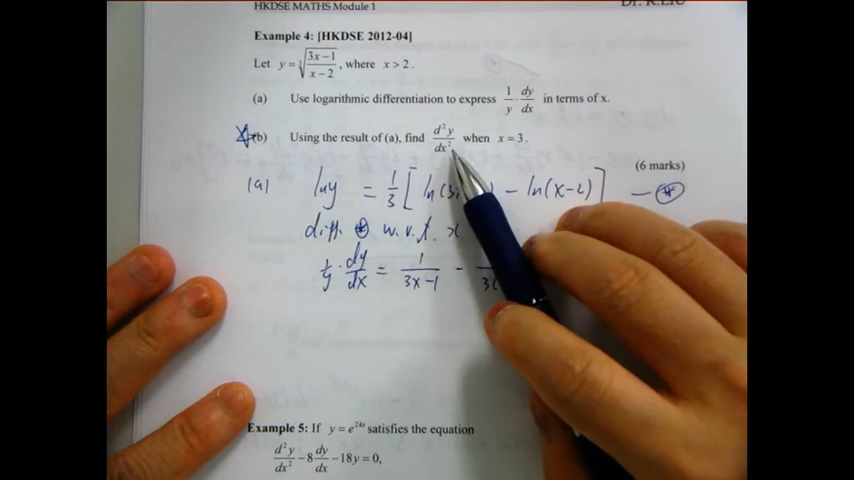 HKDSE MATHS Module 1
Example 4: [HKDSE 2012-04]
Let y = ∛((3x−1)/(x−2)), where x > 2.
(a) Use logarithmic differentiation to express 1/y · dy/dx in terms of x.
(b) Using the result of (a), find d²y/dx² when x = 3.
(6 marks)
(a) ln y = 1/3 [ ln(3 ) − ln(x−2) ] — ⊛
diff. ⊛ w.r.t. x
1/y · dy/dx = 1/(3x−1) −
Example 5: If y = e^{2kx} satisfies the equation
d²y/dx² − 8 dy/dx − 18y = 0,